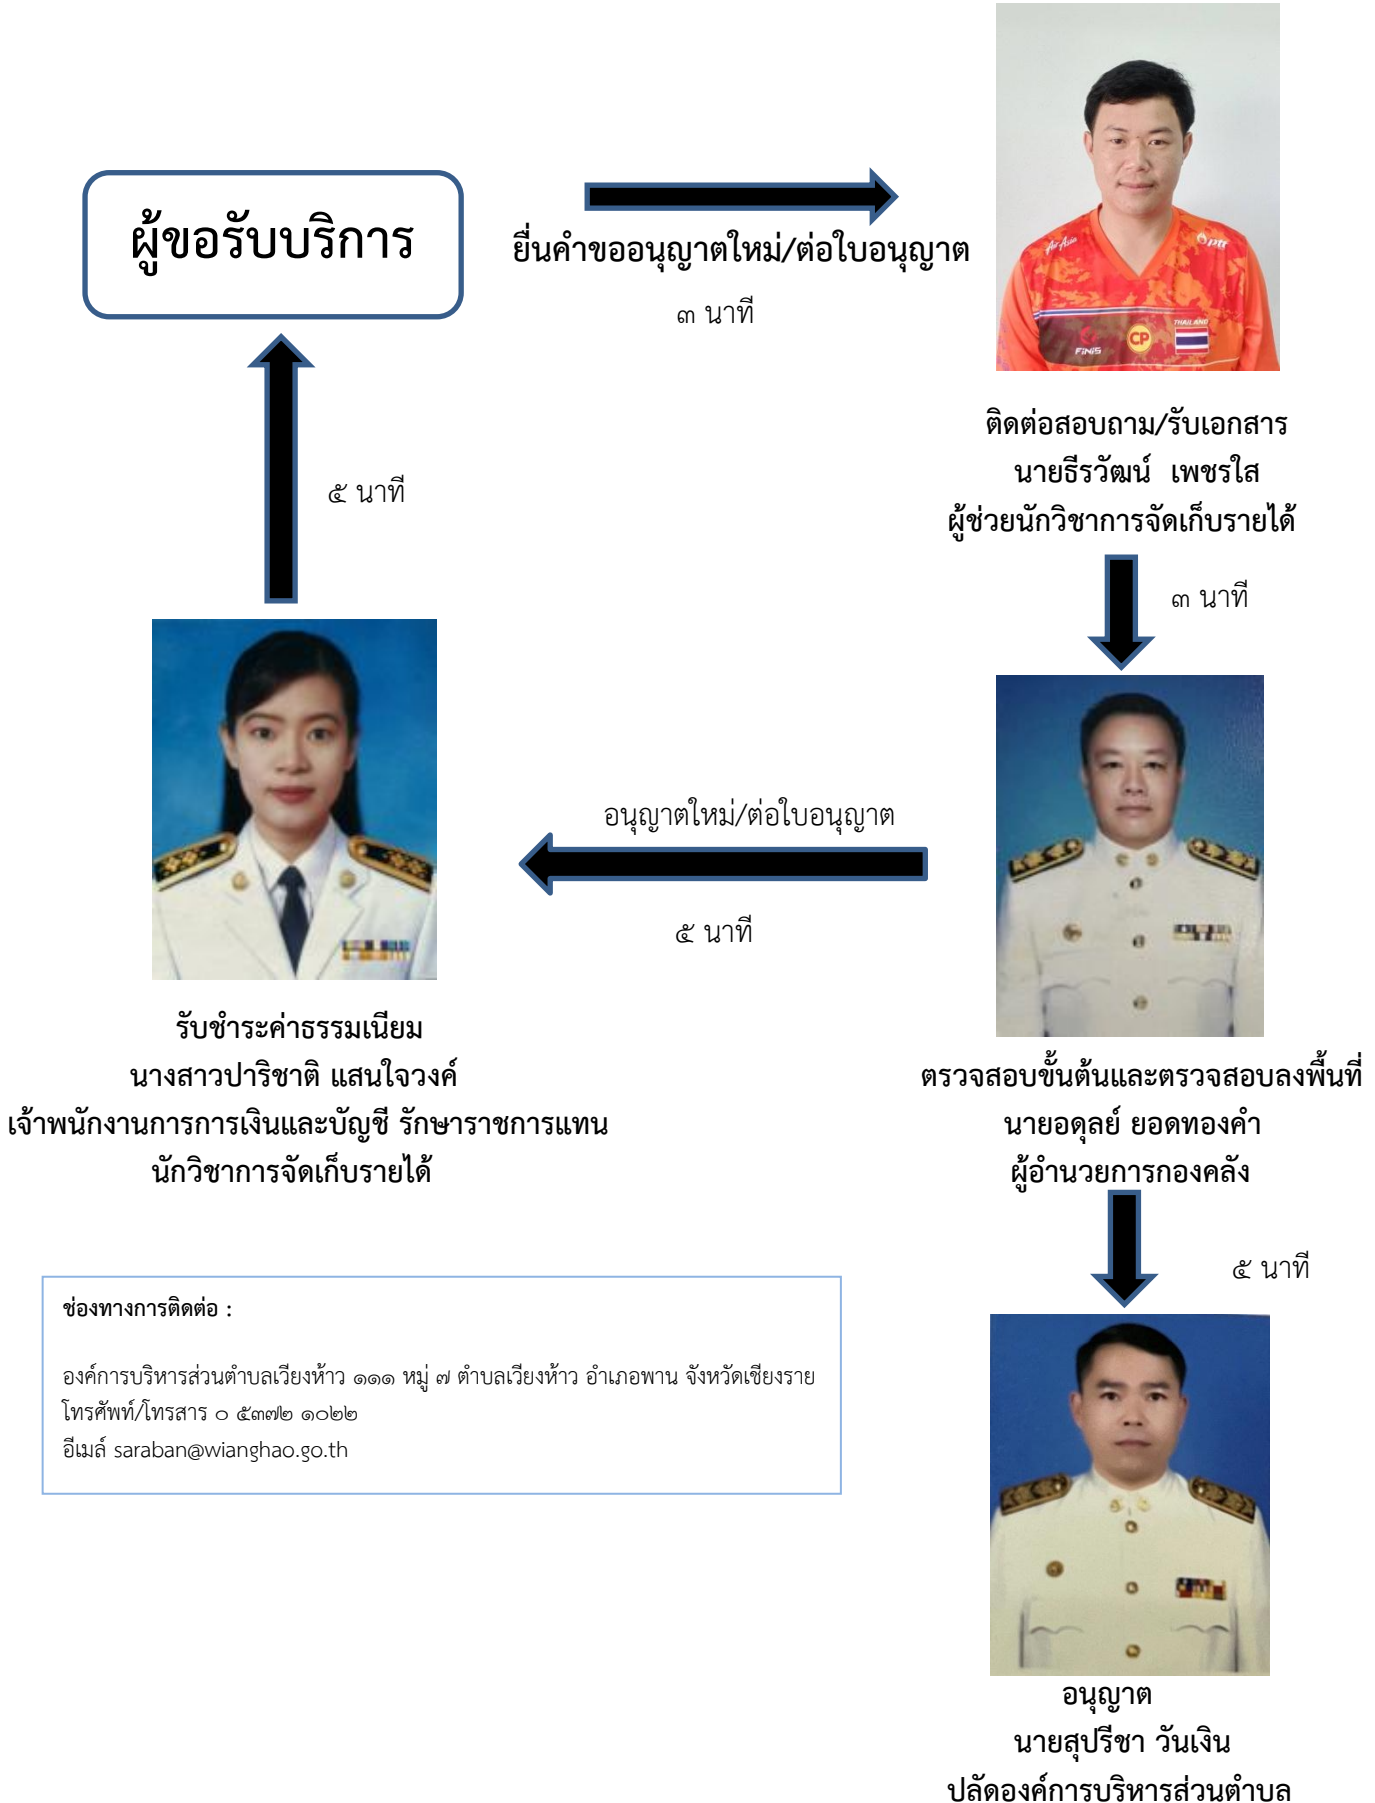 ผู้ขอรับบริการ
ยื่นคำขออนุญาตใหม่/ต่อใบอนุญาต
๓ นาที
AirAsia
ptt
THAILAND
FiNiS
CP
ติดต่อสอบถาม/รับเอกสาร
นายธีรวัฒน์ เพชรใส
ผู้ช่วยนักวิชาการจัดเก็บรายได้
๓ นาที
๕ นาที
อนุญาตใหม่/ต่อใบอนุญาต
๕ นาที
รับชำระค่าธรรมเนียม
นางสาวปาริชาติ แสนใจวงค์
เจ้าพนักงานการการเงินและบัญชี รักษาราชการแทน
นักวิชาการจัดเก็บรายได้
ตรวจสอบขั้นต้นและตรวจสอบลงพื้นที่
นายอดุลย์ ยอดทองคำ
ผู้อำนวยการกองคลัง
๕ นาที
ช่องทางการติดต่อ :
องค์การบริหารส่วนตำบลเวียงห้าว ๑๑๑ หมู่ ๗ ตำบลเวียงห้าว อำเภอพาน จังหวัดเชียงราย
โทรศัพท์/โทรสาร ๐ ๕๓๗๒ ๑๐๒๒
อีเมล์ saraban@wianghao.go.th
อนุญาต
นายสุปรีชา วันเงิน
ปลัดองค์การบริหารส่วนตำบล